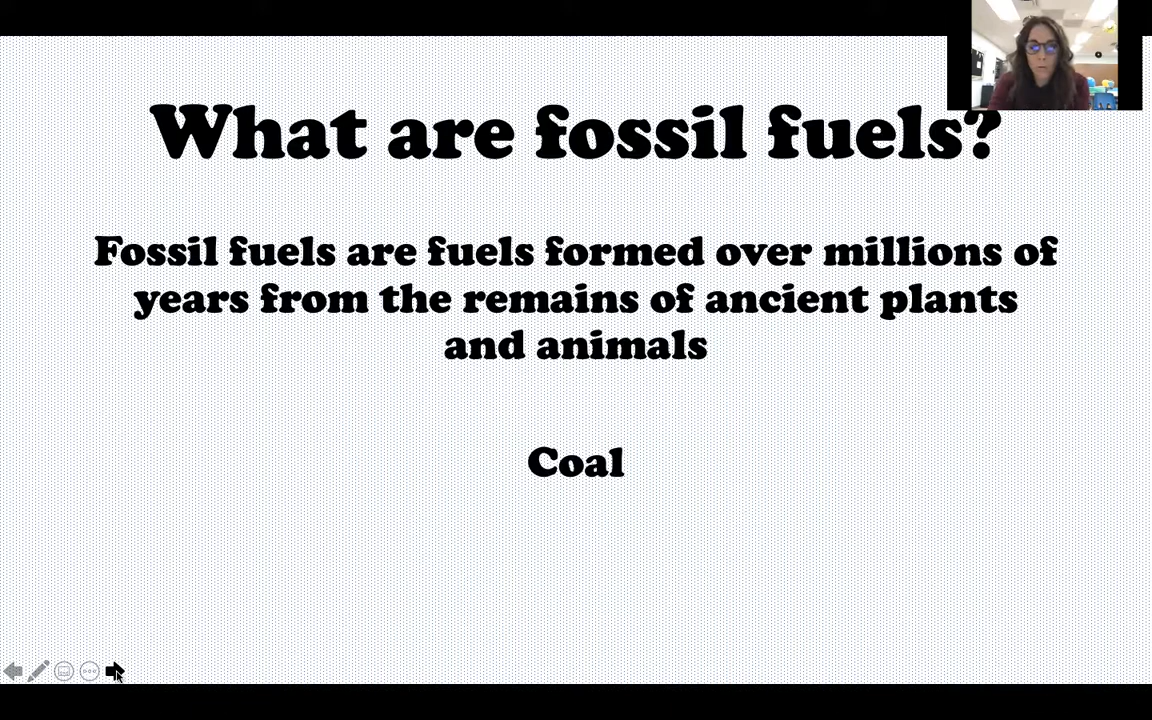 What are fossil fuels?
Fossil fuels are fuels formed over millions of
years from the remains of ancient plants
and animals
Coal